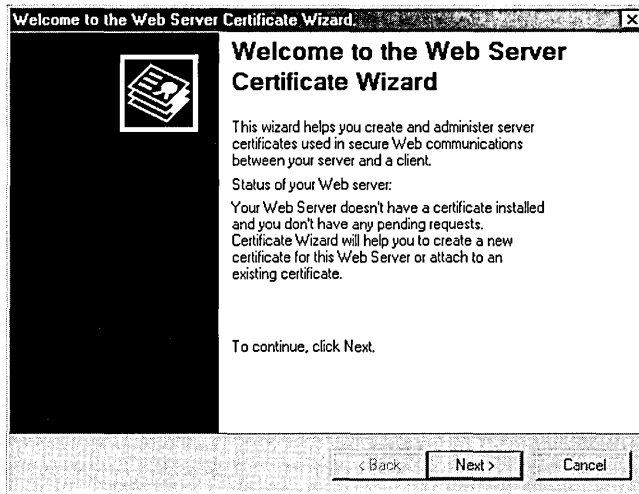 Welcome to the Web Server Certificate Wizard.
Welcome to the Web Server
Certificate Wizard
This wizard helps you create and administer server
certificates used in secure Web communications
between your server and a client.
Status of your Web server:
Your Web Server doesn't have a certificate installed
and you don't have any pending requests.
Certificate Wizard will help you to create a new
certificate for this Web Server or attach to an
existing certificate.
To continue, click Next.
< Back Next > Cancel